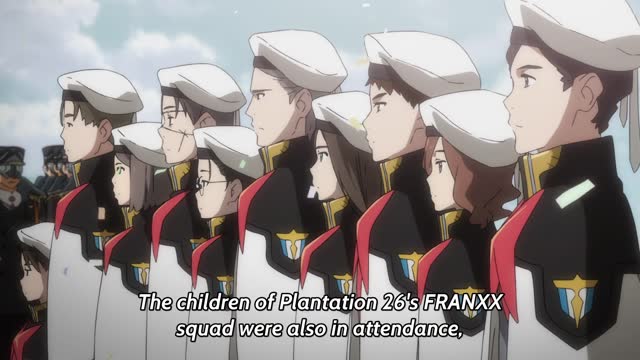 The children of Plantation 26's FRANXX
squad were also in attendance,